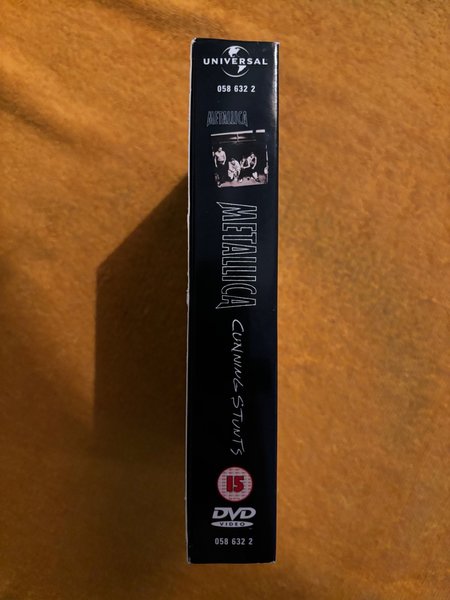 UNIVERSAL
058 632 2
METALLICA
METALLICA
CUNNING STUNTS
15
DVD
VIDEO
058 632 2